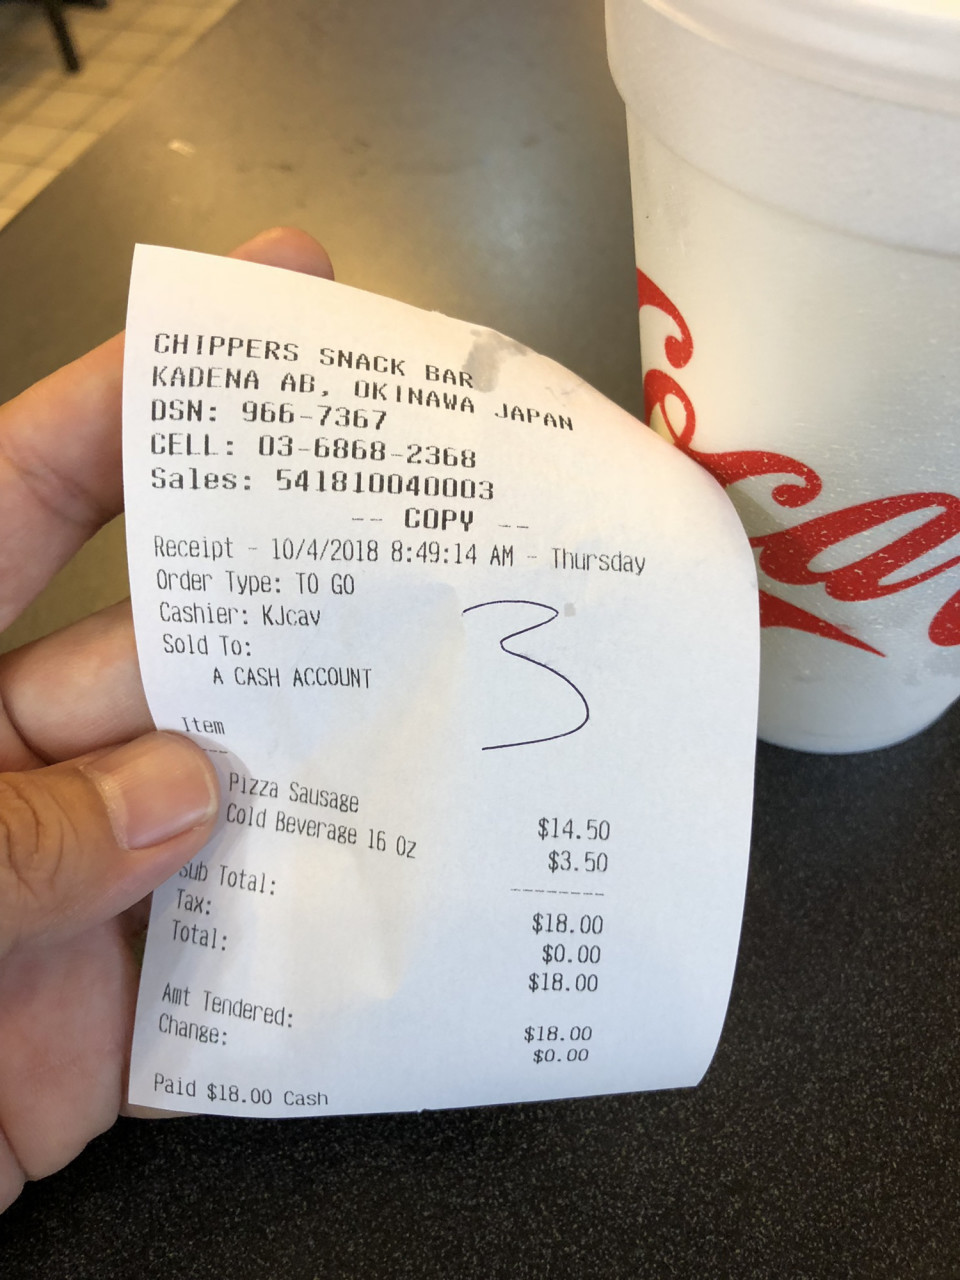 CHIPPERS SNACK BAR
KADENA AB, OKINAWA JAPAN
DSN: 966-7367
CELL: 03-6868-2368
Sales: 541810040003
-- COPY --
Receipt - 10/4/2018 8:49:14 AM - Thursday
Order Type: TO GO
Cashier: KJcav
Sold To:
A CASH ACCOUNT
3
Item
Pizza Sausage $14.50
Cold Beverage 16 Oz $3.50
Sub Total: $18.00
Tax: $0.00
Total: $18.00
Amt Tendered: $18.00
Change: $0.00
Paid $18.00 Cash